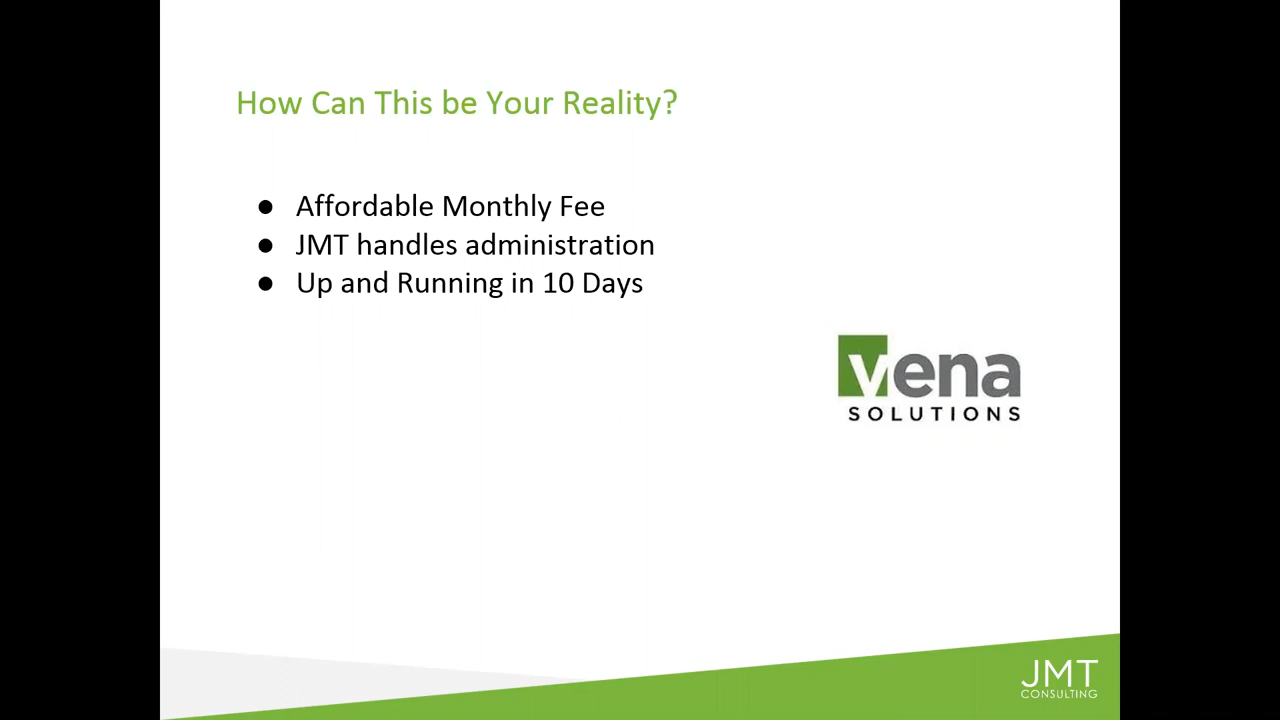 How Can This be Your Reality?
● Affordable Monthly Fee
● JMT handles administration
● Up and Running in 10 Days
vena
SOLUTIONS
JMT
CONSULTING